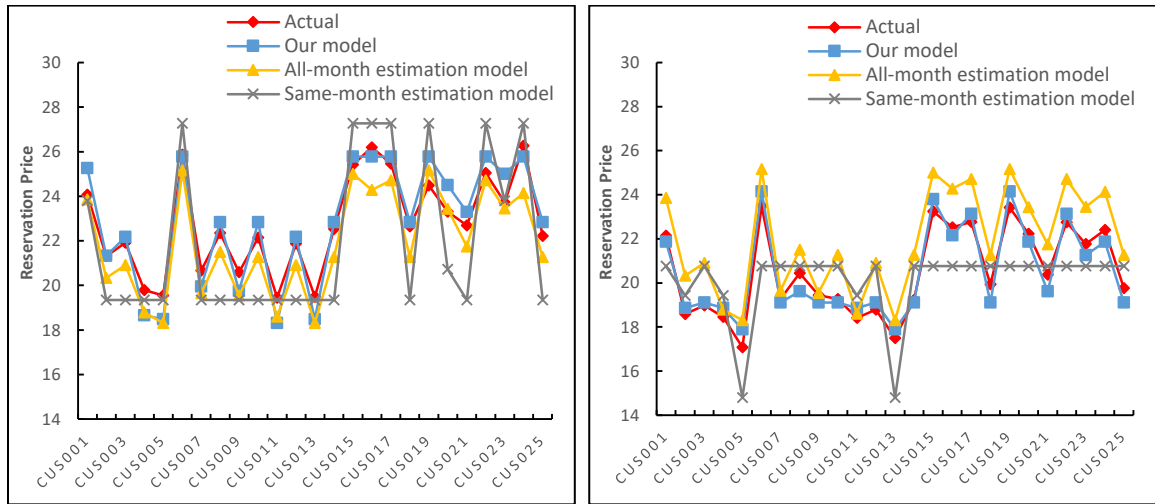 Actual
Our model
All-month estimation model
Same-month estimation model
30
28
26
24
22
20
18
16
14
Reservation Price
CUS001
CUS003
CUS005
CUS007
CUS009
CUS011
CUS013
CUS015
CUS017
CUS019
CUS021
CUS023
CUS025
Actual
Our model
All-month estimation model
Same-month estimation model
30
28
26
24
22
20
18
16
14
Reservation Price
CUS001
CUS003
CUS005
CUS007
CUS009
CUS011
CUS013
CUS015
CUS017
CUS019
CUS021
CUS023
CUS025